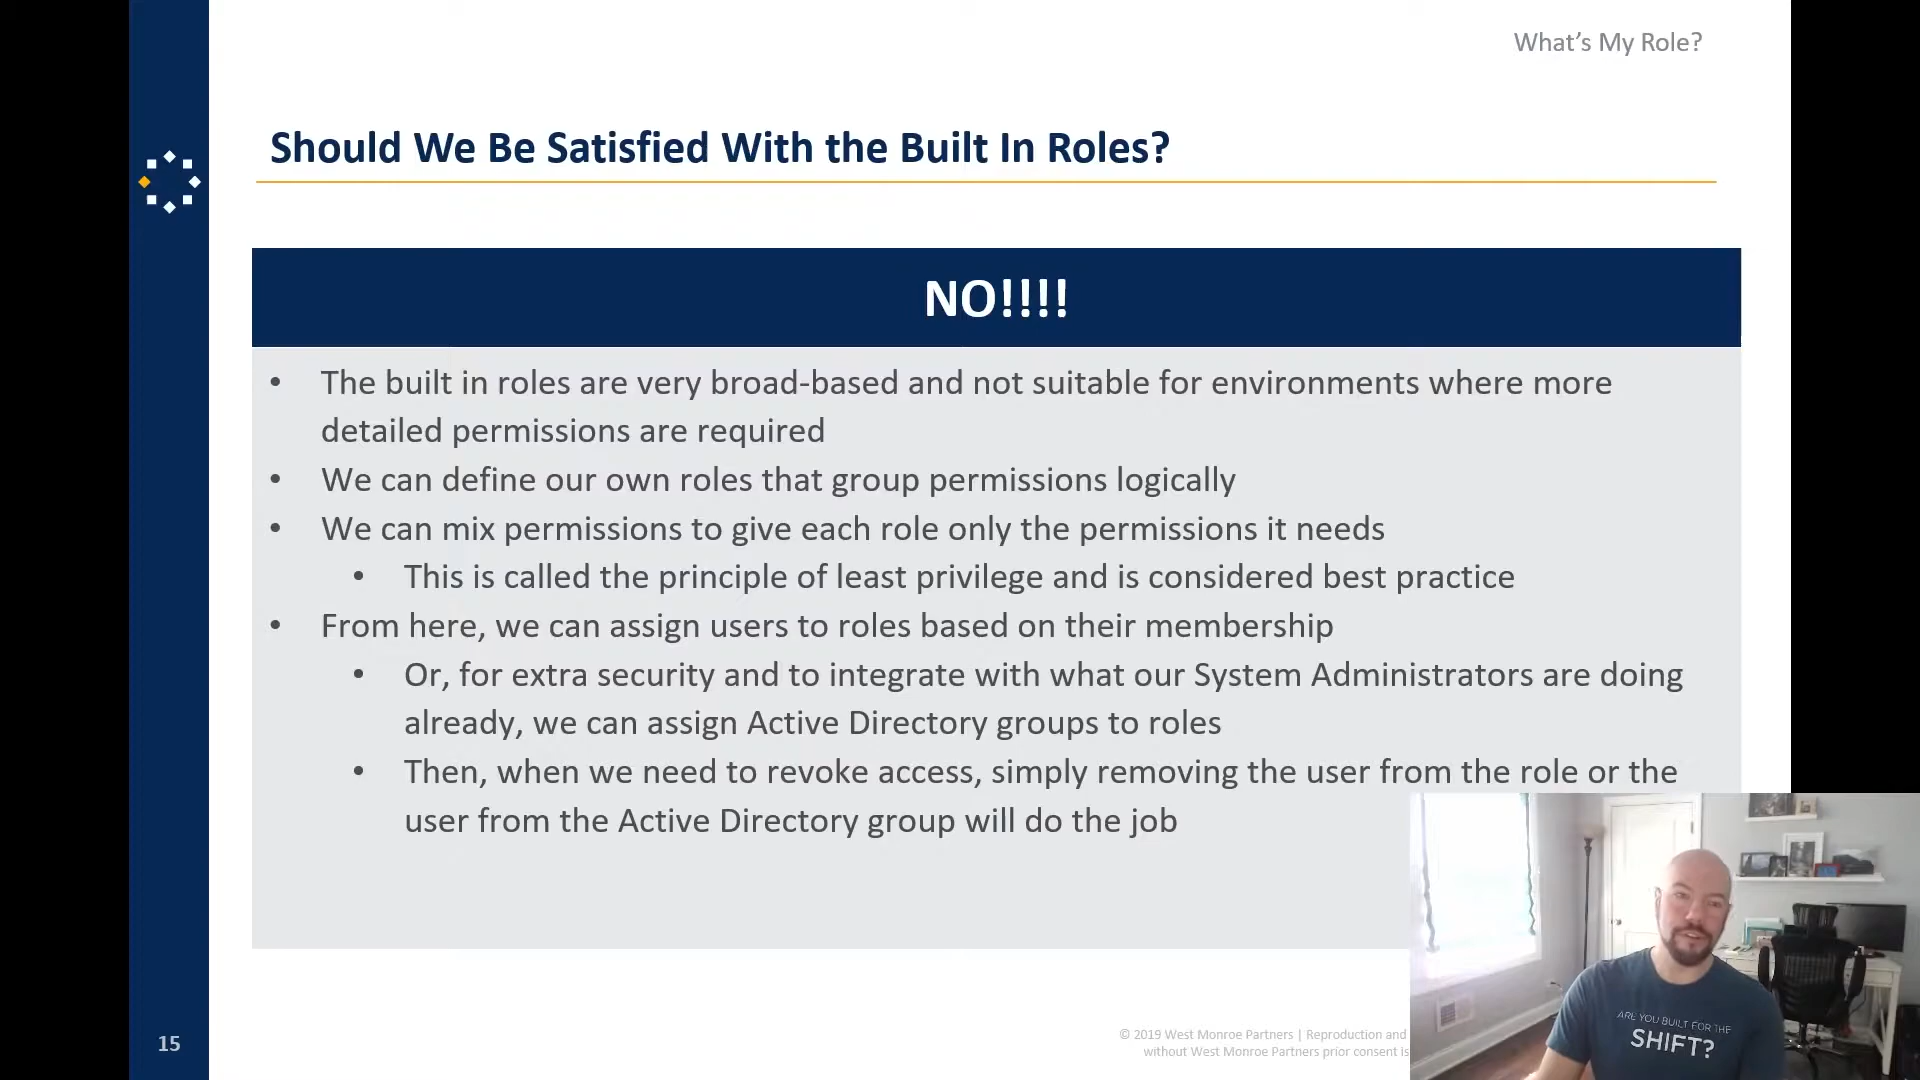 What's My Role?
Should We Be Satisfied With the Built In Roles?
NO!!!!
• The built in roles are very broad-based and not suitable for environments where more
detailed permissions are required
• We can define our own roles that group permissions logically
• We can mix permissions to give each role only the permissions it needs
• This is called the principle of least privilege and is considered best practice
• From here, we can assign users to roles based on their membership
• Or, for extra security and to integrate with what our System Administrators are doing
already, we can assign Active Directory groups to roles
• Then, when we need to revoke access, simply removing the user from the role or the
user from the Active Directory group will do the job
ARE YOU BUILT FOR THE
SHIFT?
© 2019 West Monroe Partners | Reproduction and
without West Monroe Partners prior consent is
15